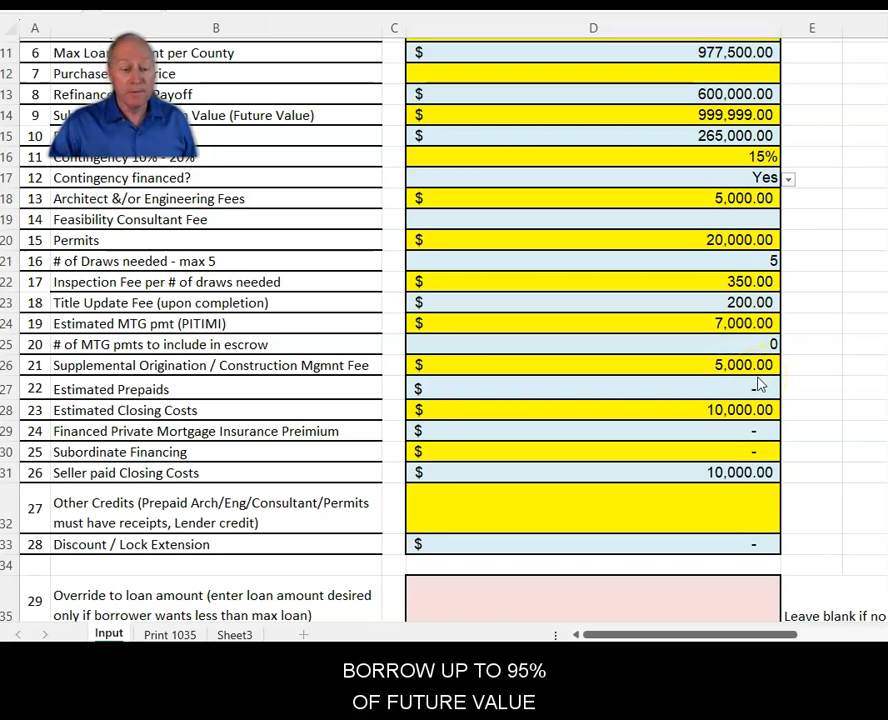 A B C D E
11 6 Max Loan nt per County $ 977,500.00
12 7 Purchase ice
13 8 Refinanc Payoff $ 600,000.00
14 9 Su Value (Future Value) $ 999,999.00
15 10 265,000.00
16 11 Contingency 10% - 20% 15%
17 12 Contingency financed? Yes
18 13 Architect &/or Engineering Fees $ 5,000.00
19 14 Feasibility Consultant Fee
20 15 Permits $ 20,000.00
21 16 # of Draws needed - max 5 5
22 17 Inspection Fee per # of draws needed $ 350.00
23 18 Title Update Fee (upon completion) $ 200.00
24 19 Estimated MTG pmt (PITIMI) $ 7,000.00
25 20 # of MTG pmts to include in escrow 0
26 21 Supplemental Origination / Construction Mgmnt Fee $ 5,000.00
27 22 Estimated Prepaids $ -
28 23 Estimated Closing Costs $ 10,000.00
29 24 Financed Private Mortgage Insurance Preimium $ -
30 25 Subordinate Financing $ -
31 26 Seller paid Closing Costs $ 10,000.00
27 Other Credits (Prepaid Arch/Eng/Consultant/Permits
32 must have receipts, Lender credit)
33 28 Discount / Lock Extension $ -
34
29 Override to loan amount (enter loan amount desired
35 only if borrower wants less than max loan) Leave blank if no
Input Print 1035 Sheet3
BORROW UP TO 95%
OF FUTURE VALUE